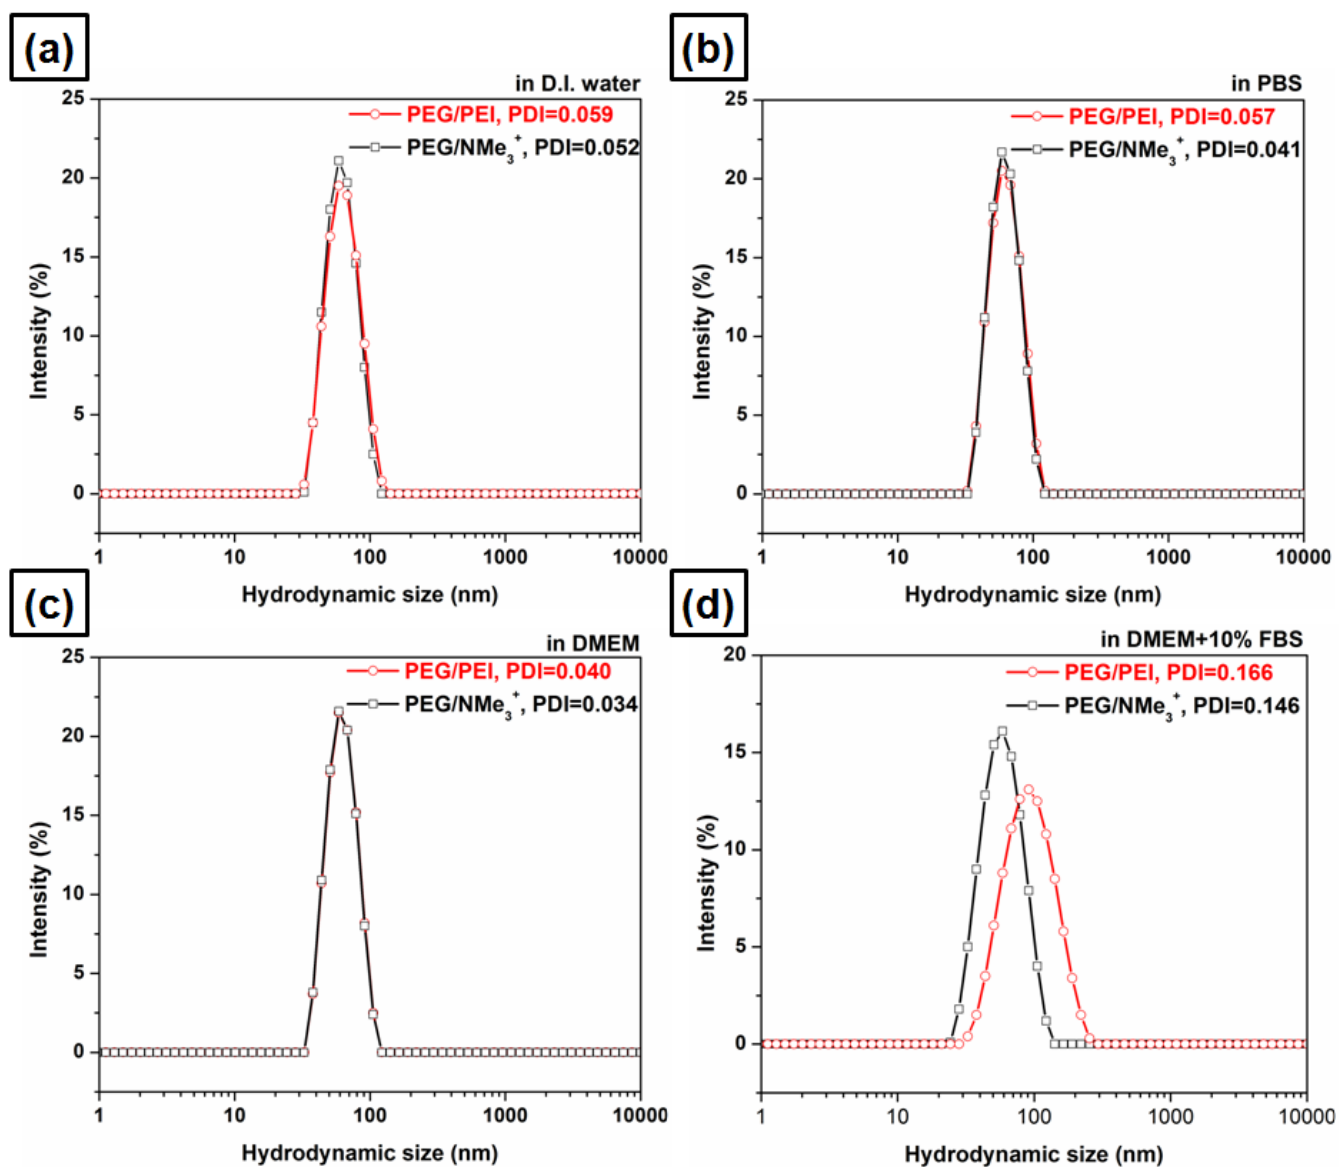 (a)
in D.I. water
PEG/PEI, PDI=0.059
PEG/NMe₃⁺, PDI=0.052
25
20
15
10
5
0
Intensity (%)
1 10 100 1000 10000
Hydrodynamic size (nm)
(b)
in PBS
PEG/PEI, PDI=0.057
PEG/NMe₃⁺, PDI=0.041
25
20
15
10
5
0
Intensity (%)
1 10 100 1000 10000
Hydrodynamic size (nm)
(c)
in DMEM
PEG/PEI, PDI=0.040
PEG/NMe₃⁺, PDI=0.034
25
20
15
10
5
0
Intensity (%)
1 10 100 1000 10000
Hydrodynamic size (nm)
(d)
in DMEM+10% FBS
PEG/PEI, PDI=0.166
PEG/NMe₃⁺, PDI=0.146
20
15
10
5
0
Intensity (%)
1 10 100 1000 10000
Hydrodynamic size (nm)